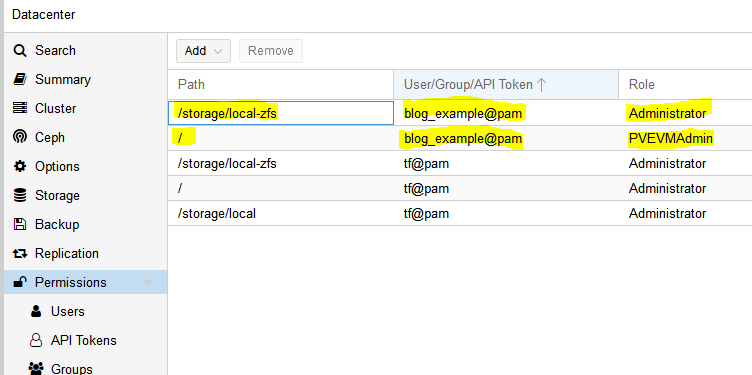 Datacenter
Search
Summary
Cluster
Ceph
Options
Storage
Backup
Replication
Permissions
Users
API Tokens
Groups
Add Remove
Path User/Group/API Token Role
/storage/local-zfs blog_example@pam Administrator
/ blog_example@pam PVEVMAdmin
/storage/local-zfs tf@pam Administrator
/ tf@pam Administrator
/storage/local tf@pam Administrator